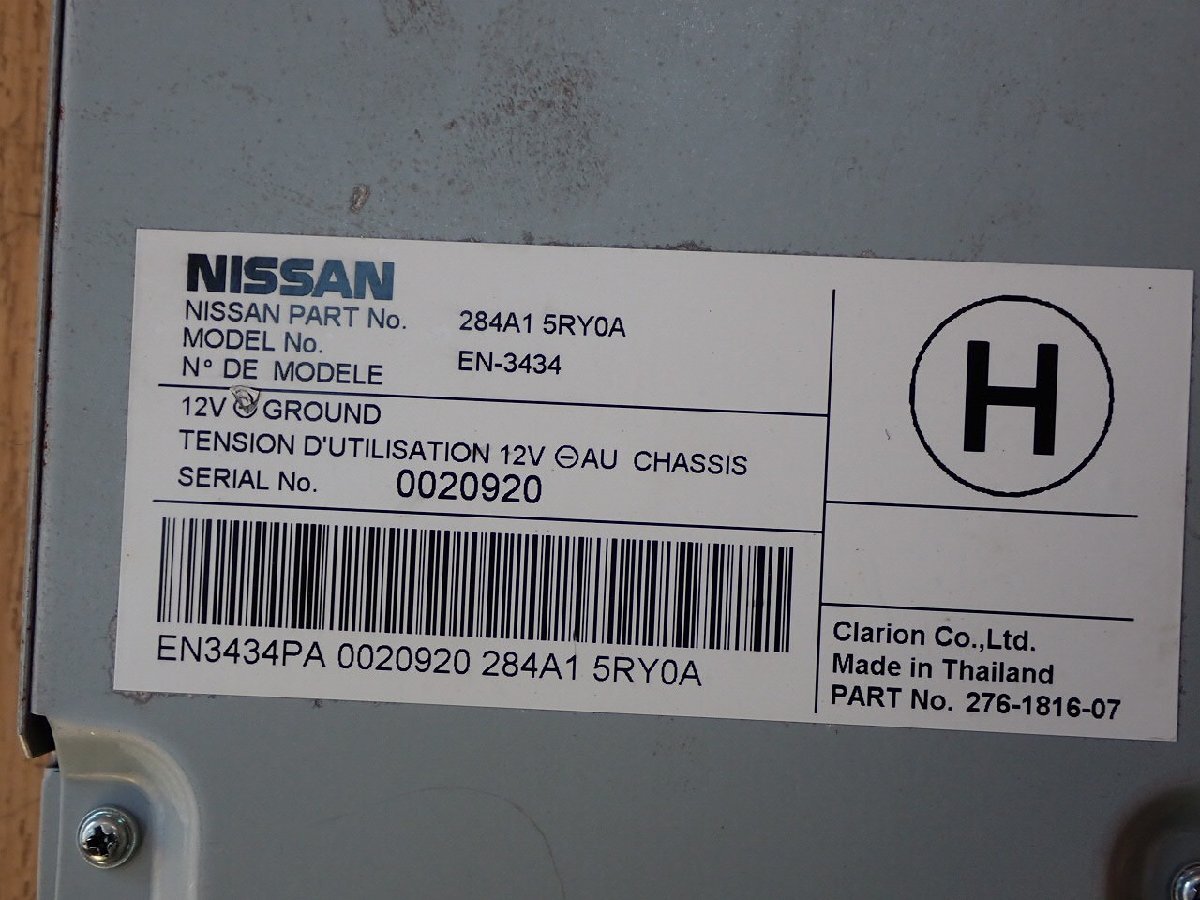 NISSAN
NISSAN PART No. 284A1 5RY0A
MODEL No.
N° DE MODELE EN-3434
12V ⊖ GROUND
TENSION D'UTILISATION 12V ⊖ AU CHASSIS
SERIAL No. 0020920
EN3434PA 0020920 284A1 5RY0A
H
Clarion Co.,Ltd.
Made in Thailand
PART No. 276-1816-07